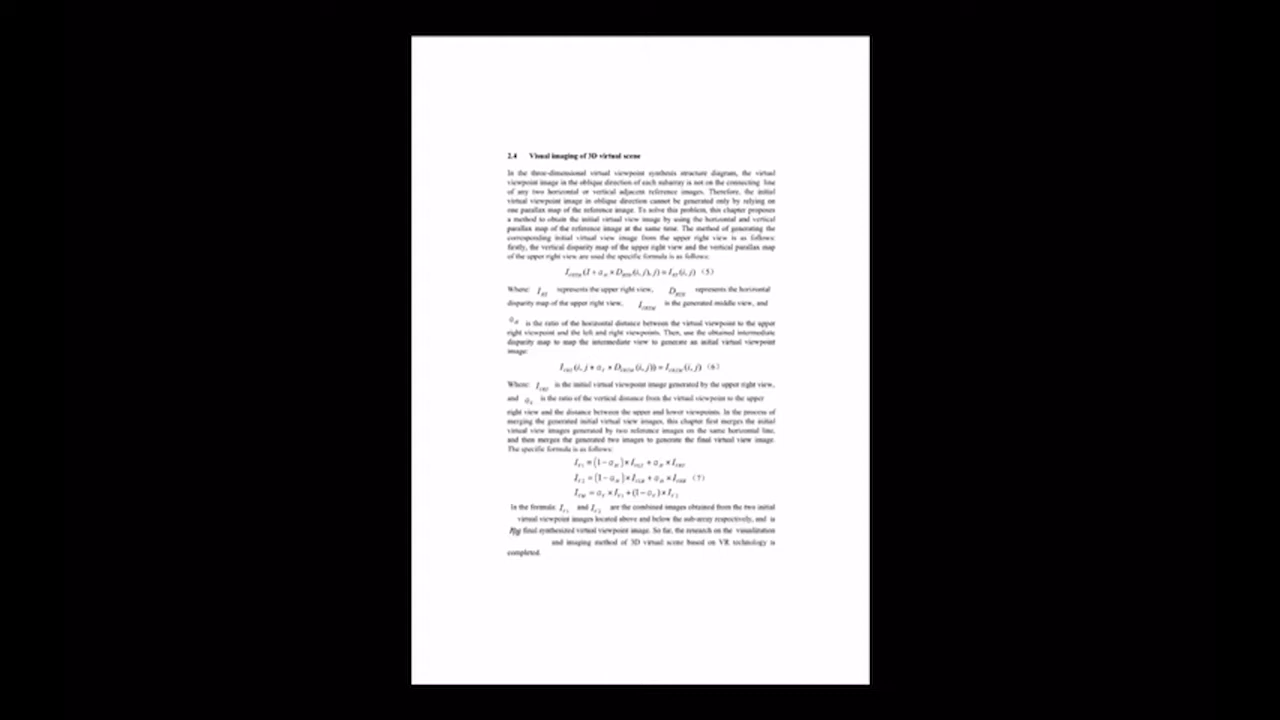 2.4 Visual imaging of 3D virtual scene
In the three-dimensional virtual viewpoint synthesis structure diagram, the virtual
viewpoint image in the oblique direction of each subarray is not on the connecting line
of any two horizontal or vertical adjacent reference images. Therefore, the initial
virtual viewpoint image in oblique direction cannot be generated only by relying on
one parallax map of the reference image. To solve this problem, this chapter proposes
a method to obtain the initial virtual view image by using the horizontal and vertical
parallax map of the reference image at the same time. The method of generating the
corresponding initial virtual view image from the upper right view is as follows:
firstly, the vertical disparity map of the upper right view and the vertical parallax map
of the upper right view are used the specific formula is as follows:
(5)
Where: represents the upper right view, represents the horizontal
disparity map of the upper right view, is the generated middle view, and
is the ratio of the horizontal distance between the virtual viewpoint to the upper
right viewpoint and the left and right viewpoints. Then, use the obtained intermediate
disparity map to map the intermediate view to generate an initial virtual viewpoint
image:
(6)
Where: is the initial virtual viewpoint image generated by the upper right view,
and is the ratio of the vertical distance from the virtual viewpoint to the upper
right view and the distance between the upper and lower viewpoints. In the process of
merging the generated initial virtual view images, this chapter first merges the initial
virtual view images generated by two reference images on the same horizontal line,
and then merges the generated two images to generate the final virtual view image.
The specific formula is as follows:
(7)
In the formula: and are the combined images obtained from the two initial
virtual viewpoint images located above and below the sub-array respectively, and is
final synthesized virtual viewpoint image. So far, the research on the visualization
and imaging method of 3D virtual scene based on VR technology is
completed.